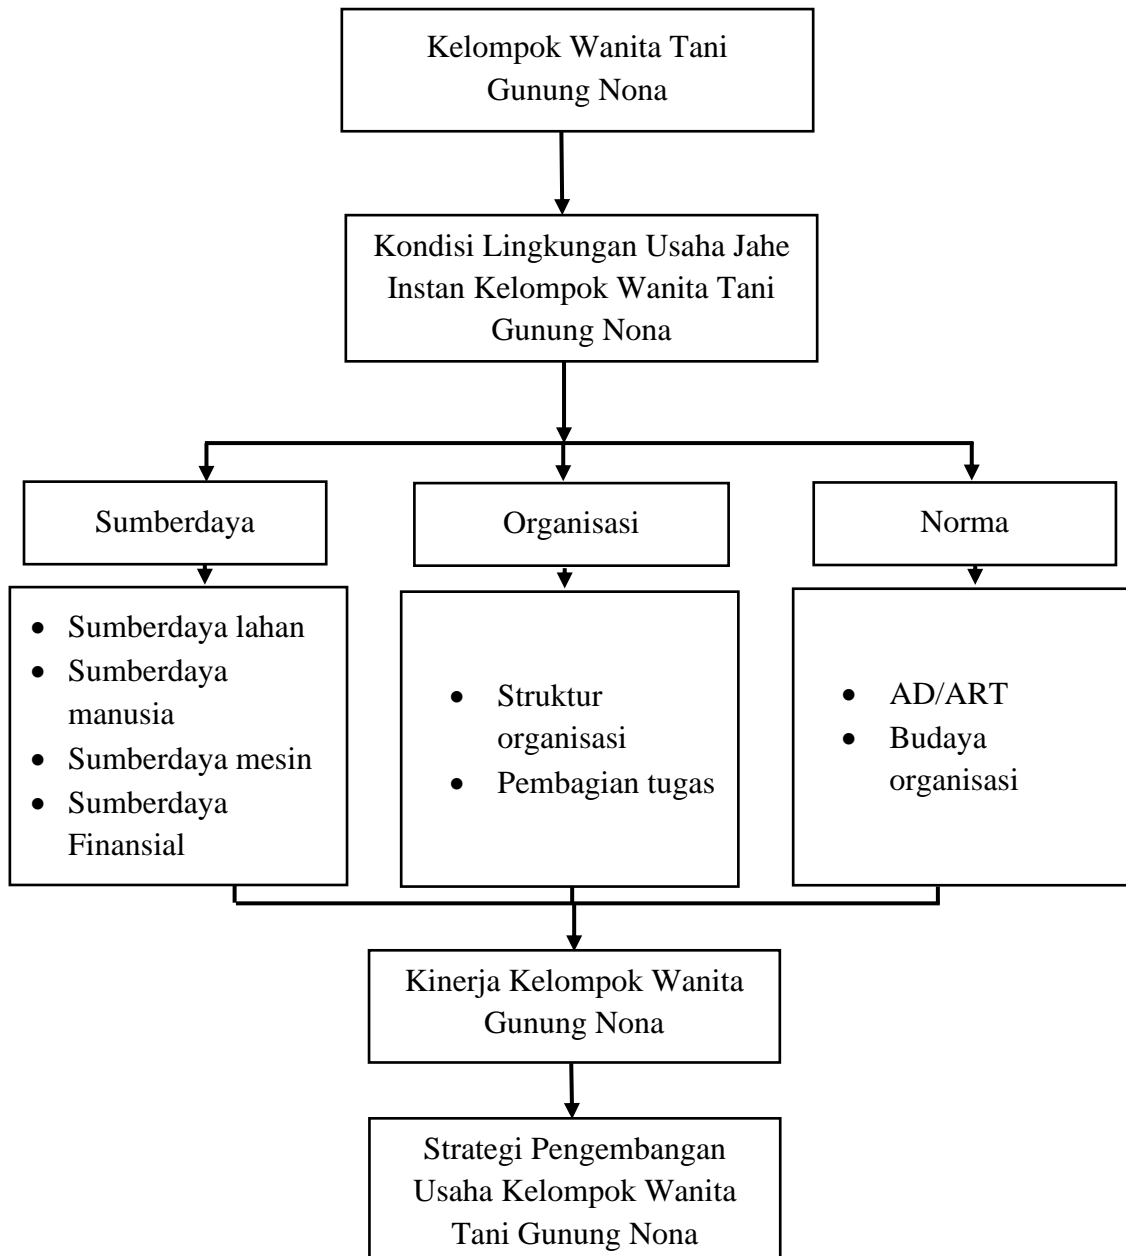 Kelompok Wanita Tani
Gunung Nona
Kondisi Lingkungan Usaha Jahe
Instan Kelompok Wanita Tani
Gunung Nona
Sumberdaya
Organisasi
Norma
• Sumberdaya lahan
• Sumberdaya
manusia
• Sumberdaya mesin
• Sumberdaya
Finansial
• Struktur
organisasi
• Pembagian tugas
• AD/ART
• Budaya
organisasi
Kinerja Kelompok Wanita
Gunung Nona
Strategi Pengembangan
Usaha Kelompok Wanita
Tani Gunung Nona